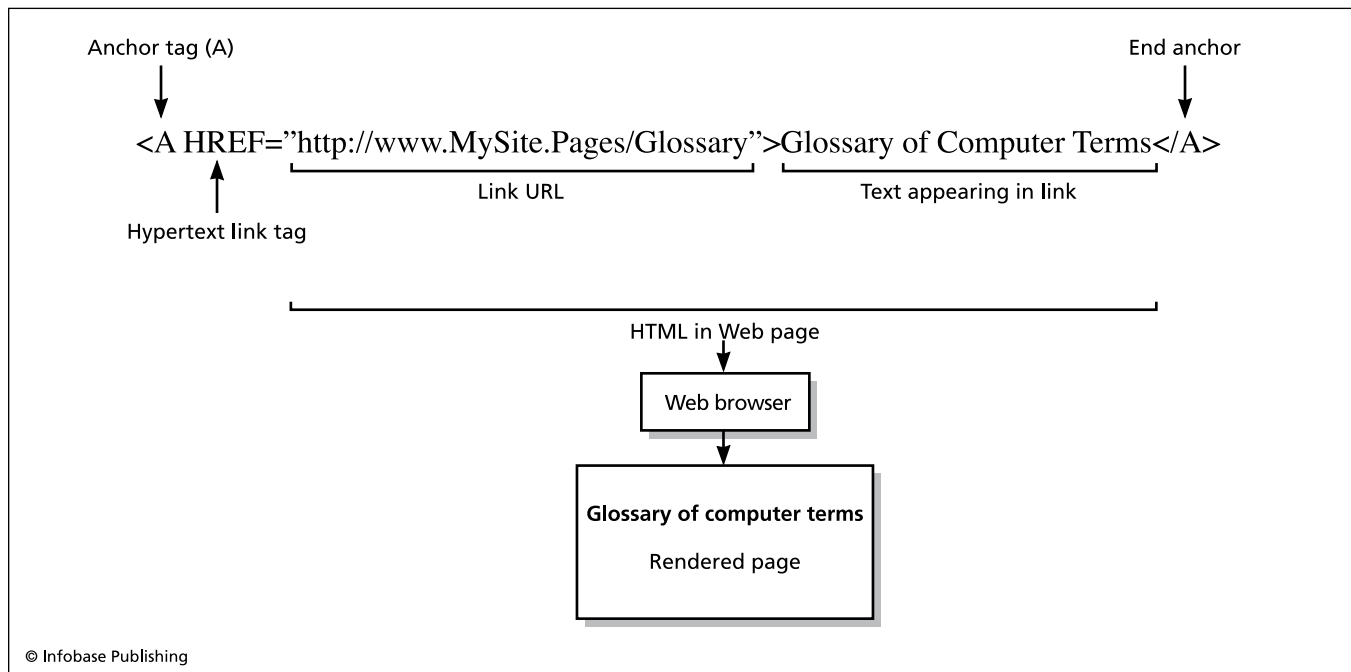 Anchor tag (A)
End anchor
<A HREF=”http://www.MySite.Pages/Glossary”>Glossary of Computer Terms</A>
Link URL
Text appearing in link
Hypertext link tag
HTML in Web page
Web browser
Glossary of computer terms
Rendered page
© Infobase Publishing